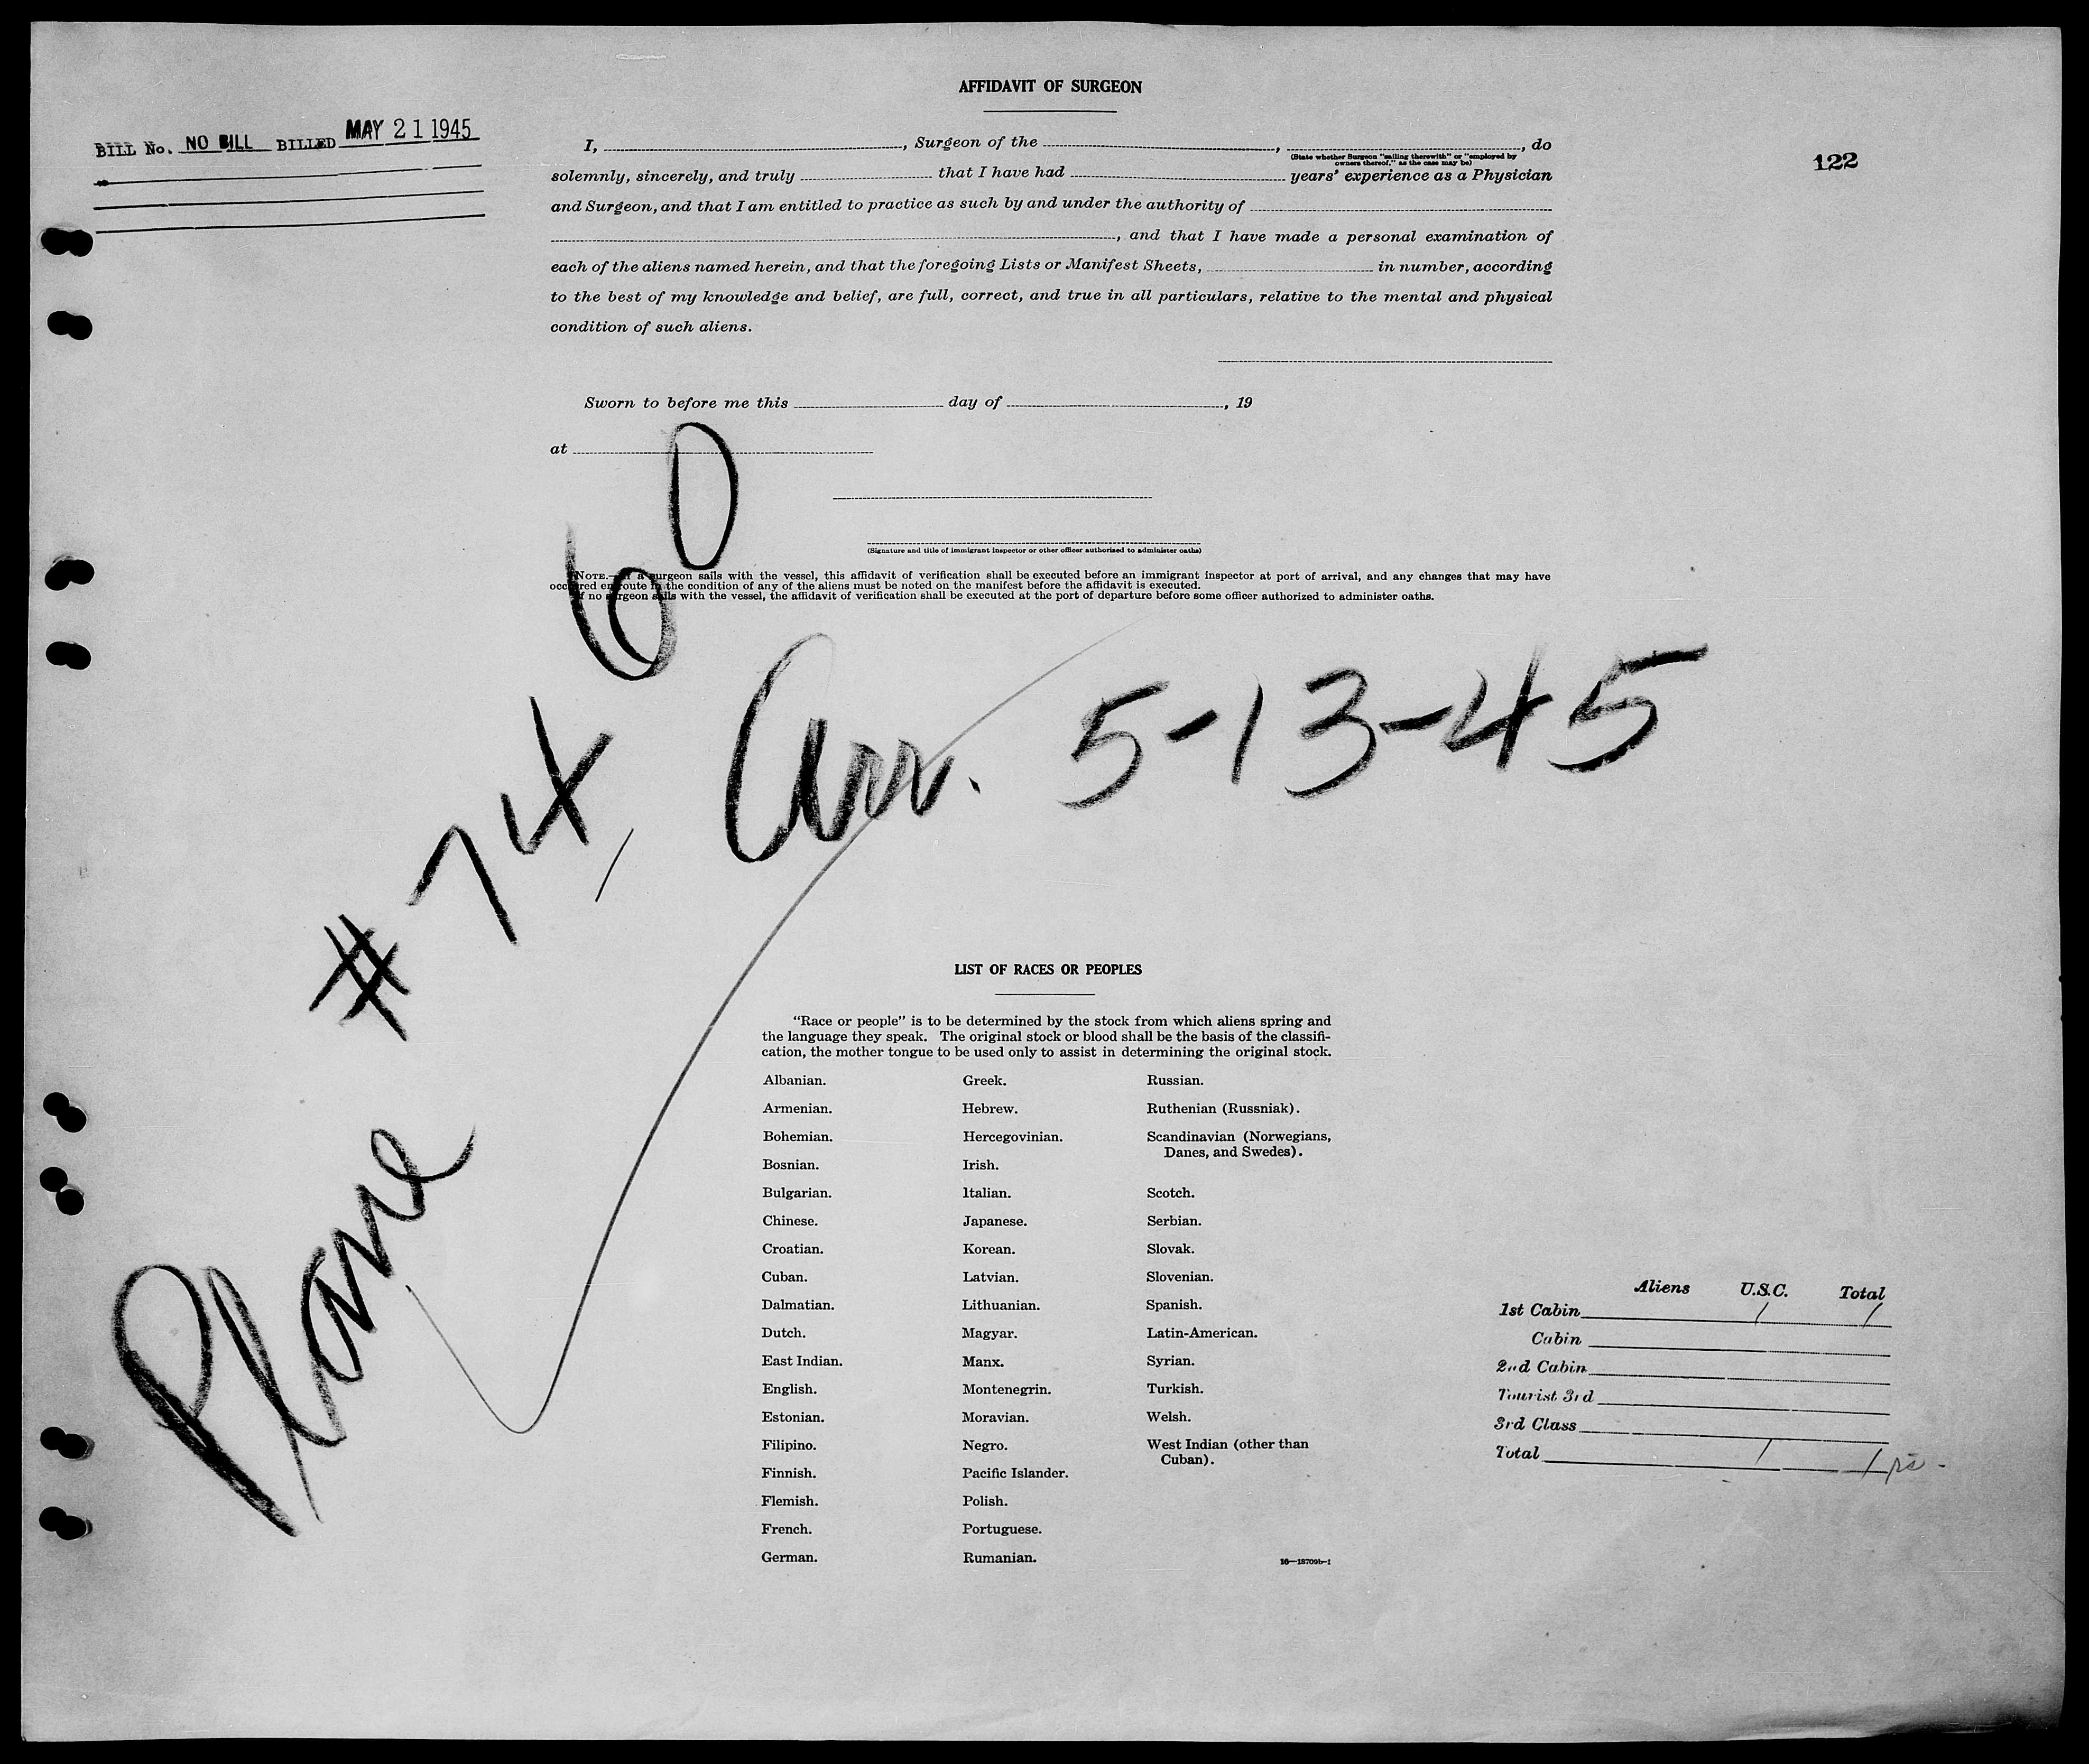 AFFIDAVIT OF SURGEON
BILL No. NO BILL BILLED MAY 21 1945
122
I, , Surgeon of the , , do
(State whether Surgeon "sailing therewith" or "employed by
owners thereof," as the case may be)
solemnly, sincerely, and truly that I have had years' experience as a Physician
and Surgeon, and that I am entitled to practice as such by and under the authority of
, and that I have made a personal examination of
each of the aliens named herein, and that the foregoing Lists or Manifest Sheets, in number, according
to the best of my knowledge and belief, are full, correct, and true in all particulars, relative to the mental and physical
condition of such aliens.
Sworn to before me this day of , 19
at
(Signature and title of immigrant inspector or other officer authorized to administer oaths)
NOTE.—If a surgeon sails with the vessel, this affidavit of verification shall be executed before an immigrant inspector at port of arrival, and any changes that may have
occurred en route in the condition of any of the aliens must be noted on the manifest before the affidavit is executed.
If no surgeon sails with the vessel, the affidavit of verification shall be executed at the port of departure before some officer authorized to administer oaths.
Plane #7460
Arr. 5-13-45
LIST OF RACES OR PEOPLES
"Race or people" is to be determined by the stock from which aliens spring and
the language they speak. The original stock or blood shall be the basis of the classifi-
cation, the mother tongue to be used only to assist in determining the original stock.
Albanian.
Armenian.
Bohemian.
Bosnian.
Bulgarian.
Chinese.
Croatian.
Cuban.
Dalmatian.
Dutch.
East Indian.
English.
Estonian.
Filipino.
Finnish.
Flemish.
French.
German.
Greek.
Hebrew.
Hercegovinian.
Irish.
Italian.
Japanese.
Korean.
Latvian.
Lithuanian.
Magyar.
Manx.
Montenegrin.
Moravian.
Negro.
Pacific Islander.
Polish.
Portuguese.
Rumanian.
Russian.
Ruthenian (Russniak).
Scandinavian (Norwegians,
Danes, and Swedes).
Scotch.
Serbian.
Slovak.
Slovenian.
Spanish.
Latin-American.
Syrian.
Turkish.
Welsh.
West Indian (other than
Cuban).
16—18709b-1
Aliens U.S.C. Total
1st Cabin 1 1
Cabin
2nd Cabin
Tourist 3rd
3rd Class
Total 1 1